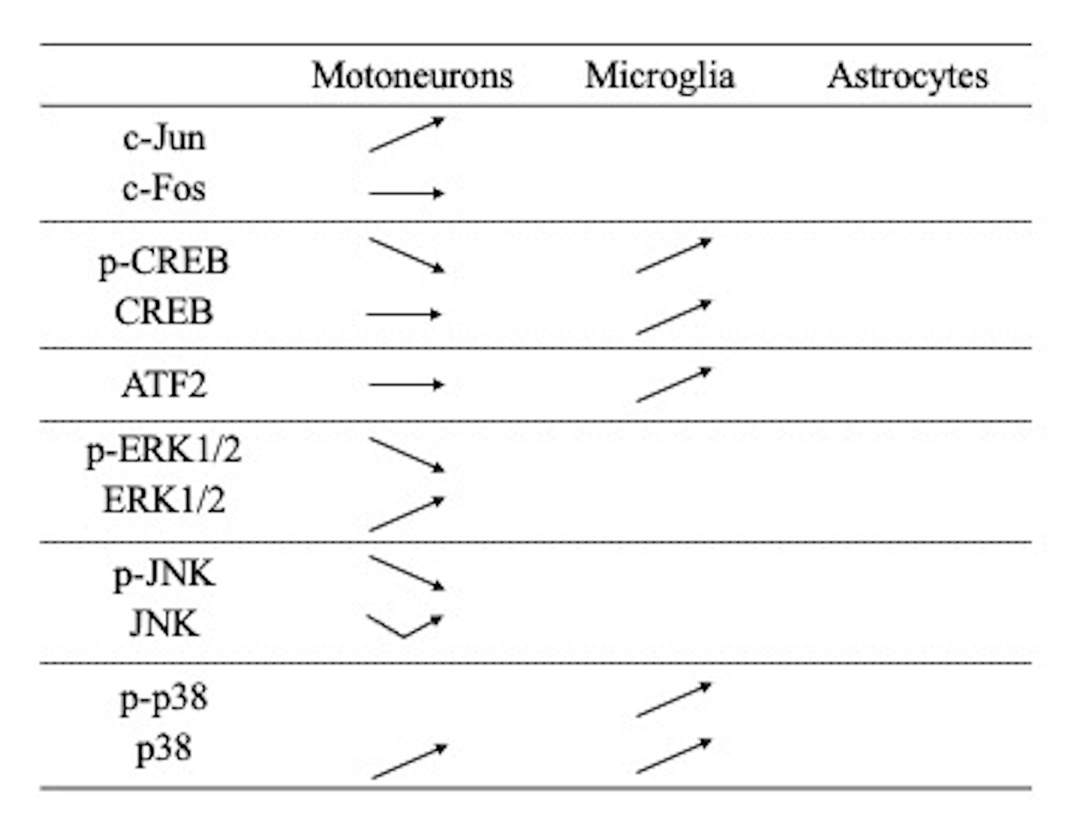 Motoneurons Microglia Astrocytes
c-Jun
c-Fos
p-CREB
CREB
ATF2
p-ERK1/2
ERK1/2
p-JNK
JNK
p-p38
p38